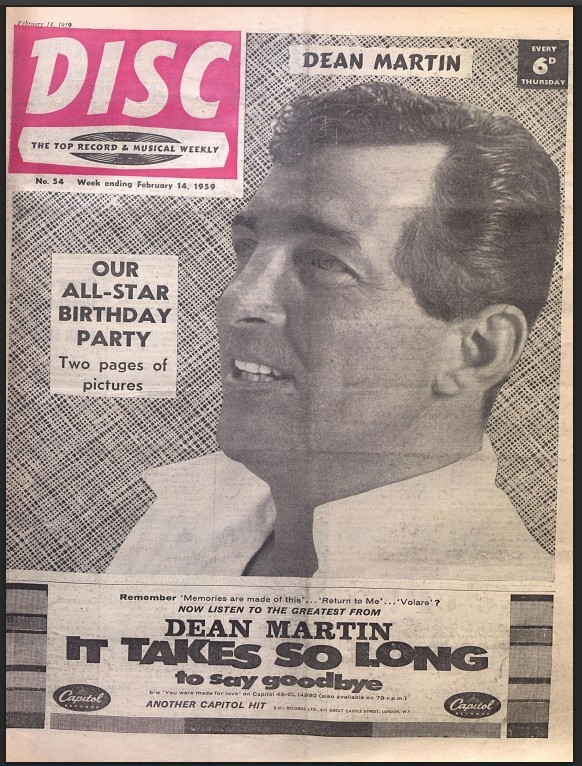 February 14, 1959
DISC
THE TOP RECORD & MUSICAL WEEKLY
No. 54 Week ending February 14, 1959
DEAN MARTIN
EVERY
6D
THURSDAY
OUR
ALL-STAR
BIRTHDAY
PARTY
Two pages of
pictures
Remember 'Memories are made of this'...'Return to Me'...'Volare'?
NOW LISTEN TO THE GREATEST FROM
DEAN MARTIN
IT TAKES SO LONG
to say goodbye
b/w 'You were made for love' on Capitol 45-CL 14990 (also available on 78 r.p.m.)
Capitol
RECORDS
ANOTHER CAPITOL HIT
E.M.I. RECORDS LTD., 8-11 GREAT CASTLE STREET, LONDON, W.1
Capitol
RECORDS